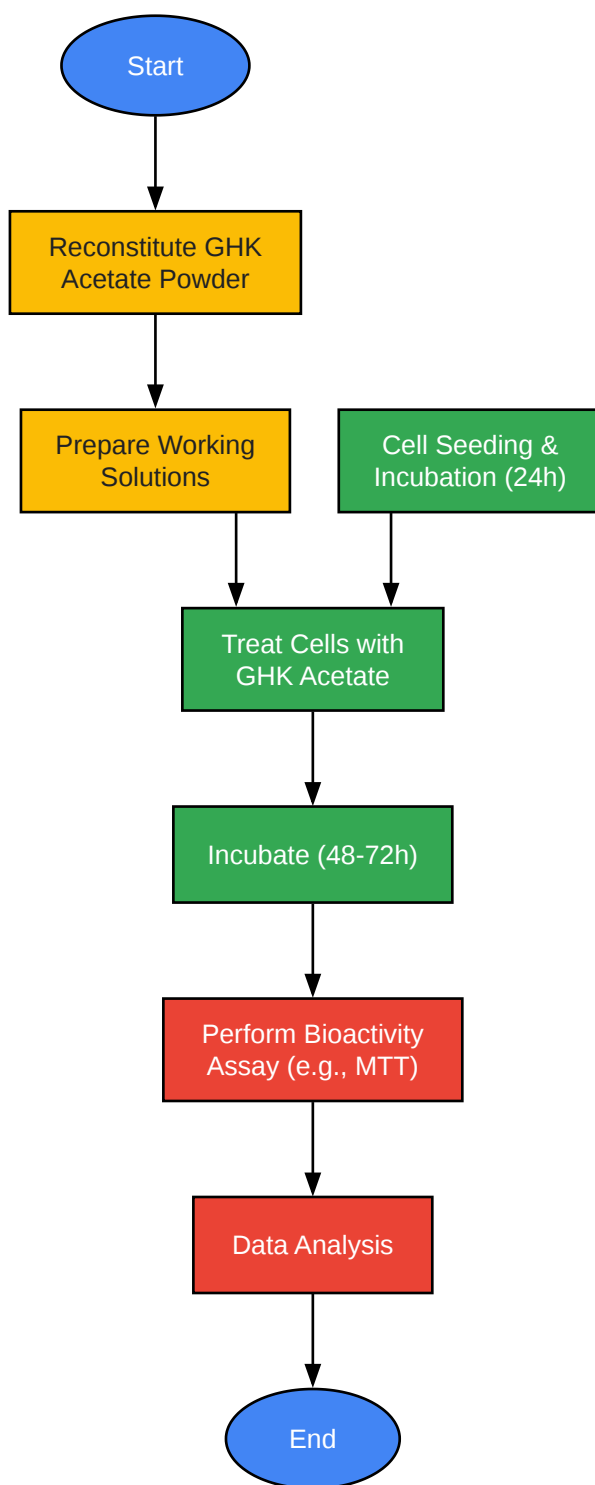 Start
Reconstitute GHK
Acetate Powder
Prepare Working
Solutions
Cell Seeding &
Incubation (24h)
Treat Cells with
GHK Acetate
Incubate (48-72h)
Perform Bioactivity
Assay (e.g., MTT)
Data Analysis
End